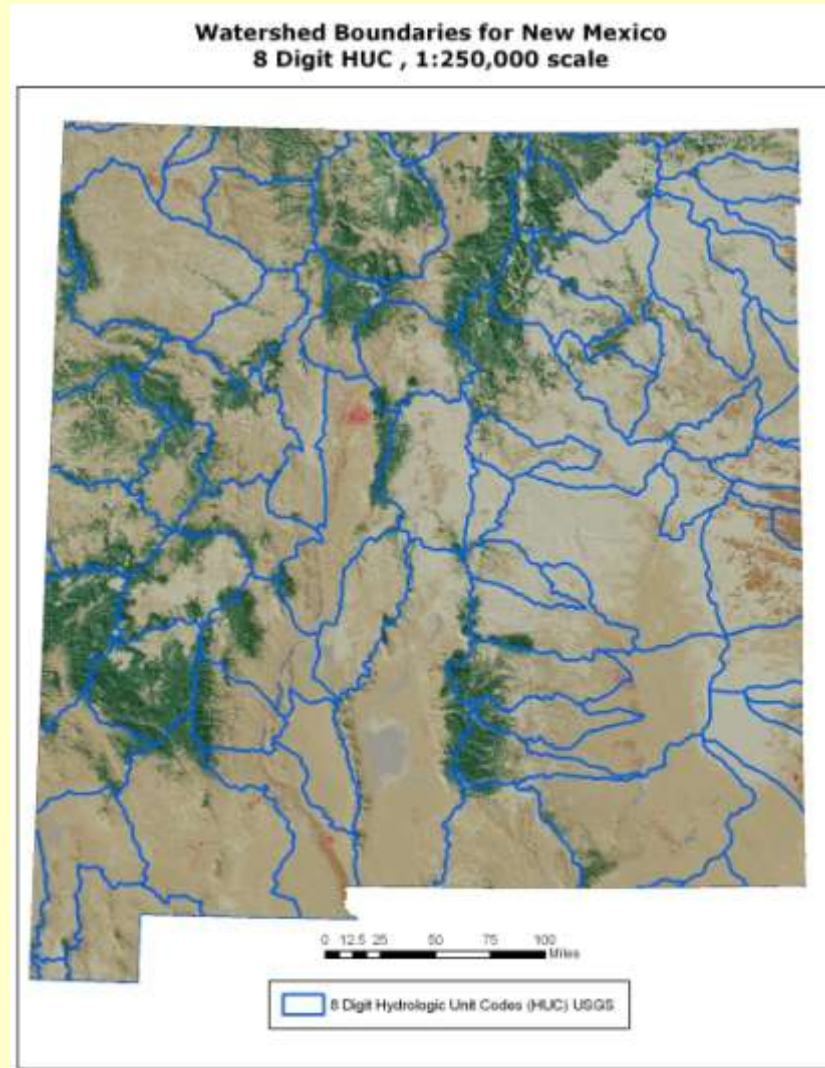 Watershed Boundaries for New Mexico
8 Digit HUC , 1:250,000 scale
0 12.5 25 50 75 100
Miles
8 Digit Hydrologic Unit Codes (HUC) USGS